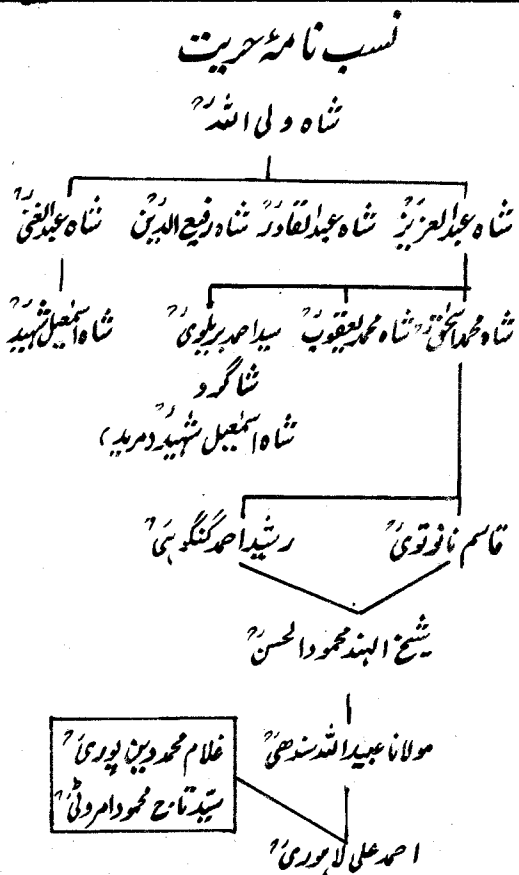 نسب نامۂ حریت
شاہ ولی اللہؒ
شاہ عبدالعزیزؒ شاہ عبدالقادرؒ شاہ رفیع الدینؒ شاہ عبدالغنیؒ
شاہ محمد اسحٰقؒ شاہ محمد یعقوبؒ سید احمد بریلویؒ شاہ اسمٰعیل شہیدؒ
شاگرد
شاہ اسمٰعیل شہیدؒ (مرید)
قاسم نانوتویؒ رشید احمد گنگوہیؒ
شیخ الہند محمود الحسنؒ
مولانا عبید اللہ سندھیؒ غلام محمد دین پوریؒ
سید تاج محمود امروٹیؒ
احمد علی لاہوریؒ